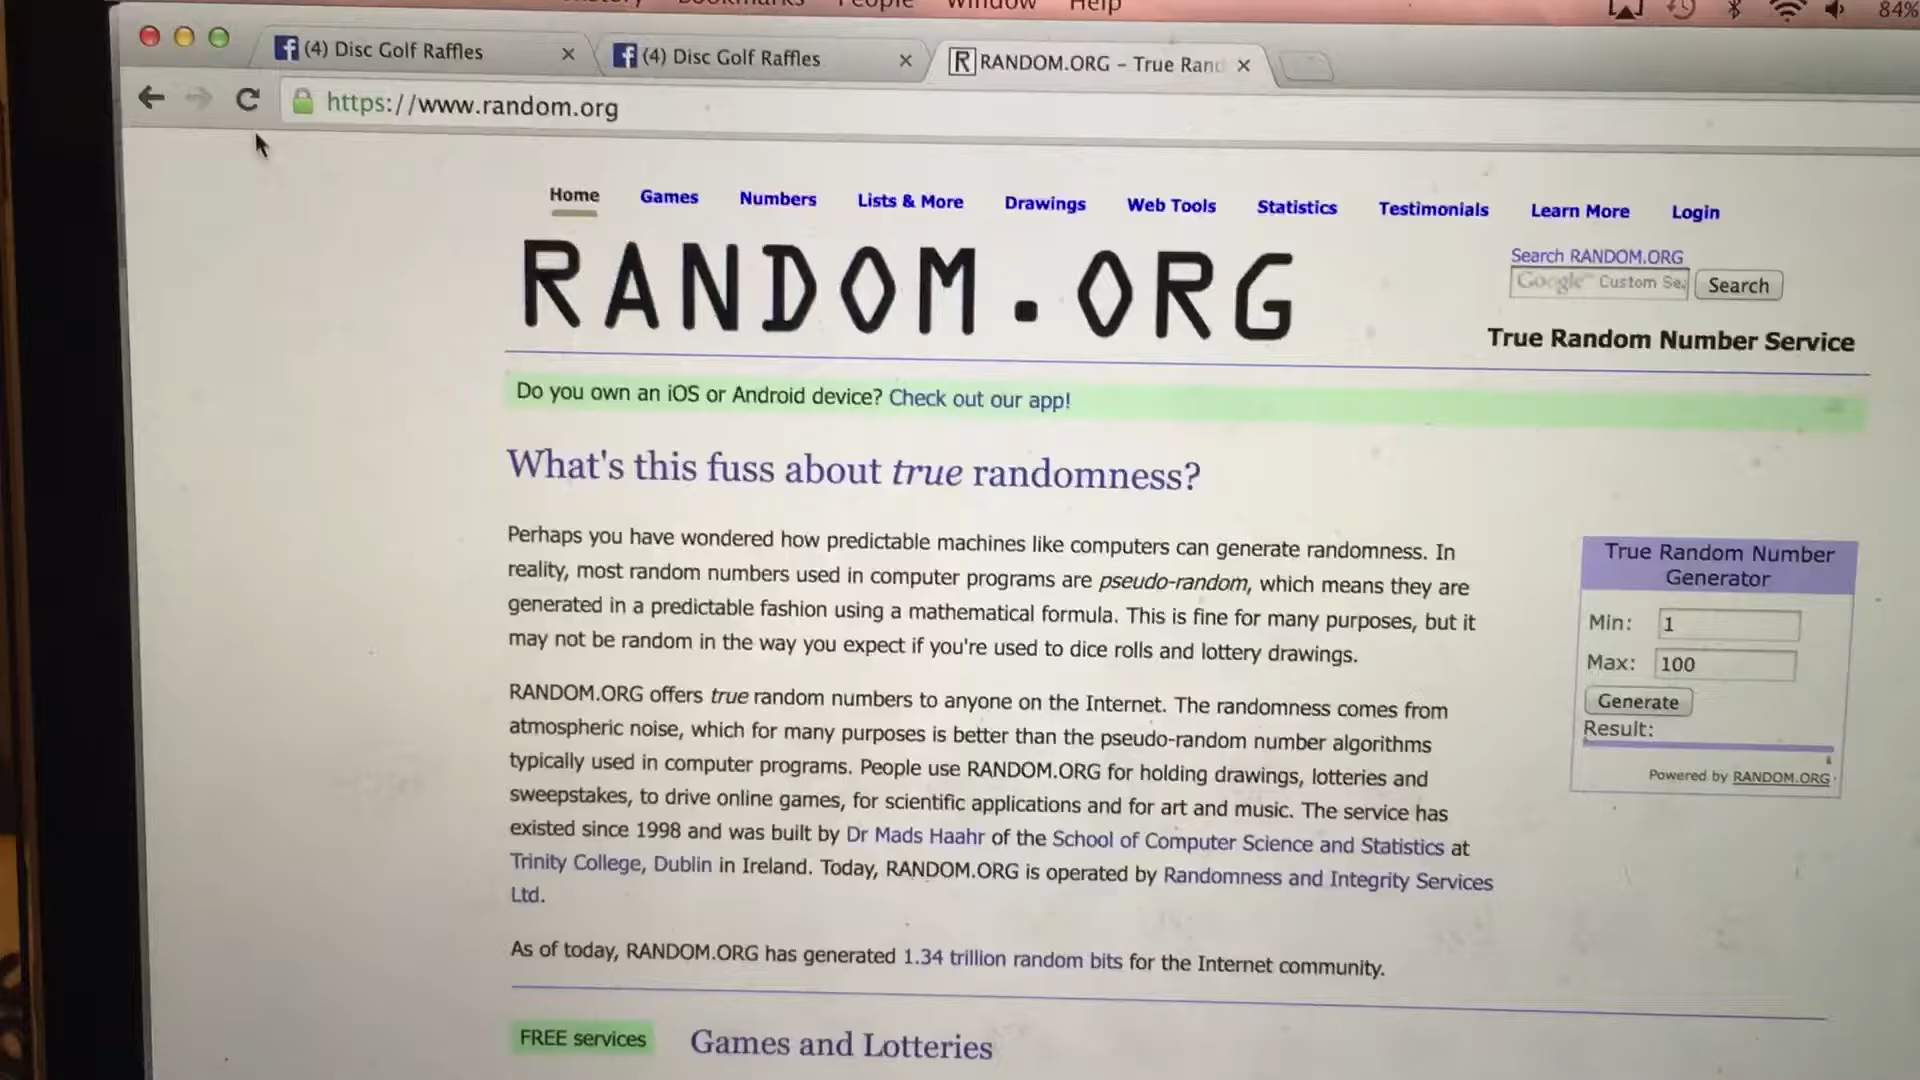 People Window Help
84%
(4) Disc Golf Raffles
(4) Disc Golf Raffles
RANDOM.ORG - True Rand
https://www.random.org
Home Games Numbers Lists & More Drawings Web Tools Statistics Testimonials Learn More Login
RANDOM.ORG
Search RANDOM.ORG
Google Custom Sea
Search
True Random Number Service
Do you own an iOS or Android device? Check out our app!
What's this fuss about true randomness?
Perhaps you have wondered how predictable machines like computers can generate randomness. In
reality, most random numbers used in computer programs are pseudo-random, which means they are
generated in a predictable fashion using a mathematical formula. This is fine for many purposes, but it
may not be random in the way you expect if you're used to dice rolls and lottery drawings.
RANDOM.ORG offers true random numbers to anyone on the Internet. The randomness comes from
atmospheric noise, which for many purposes is better than the pseudo-random number algorithms
typically used in computer programs. People use RANDOM.ORG for holding drawings, lotteries and
sweepstakes, to drive online games, for scientific applications and for art and music. The service has
existed since 1998 and was built by Dr Mads Haahr of the School of Computer Science and Statistics at
Trinity College, Dublin in Ireland. Today, RANDOM.ORG is operated by Randomness and Integrity Services
Ltd.
As of today, RANDOM.ORG has generated 1.34 trillion random bits for the Internet community.
True Random Number
Generator
Min: 1
Max: 100
Generate
Result:
Powered by RANDOM.ORG
FREE services
Games and Lotteries